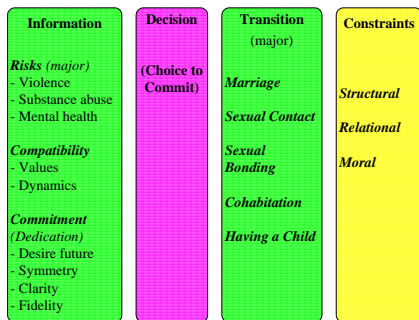 Information
Risks (major)
- Violence
- Substance abuse
- Mental health
Compatibility
- Values
- Dynamics
Commitment
(Dedication)
- Desire future
- Symmetry
- Clarity
- Fidelity
Decision
(Choice to
Commit)
Transition
(major)
Marriage
Sexual Contact
Sexual
Bonding
Cohabitation
Having a Child
Constraints
Structural
Relational
Moral